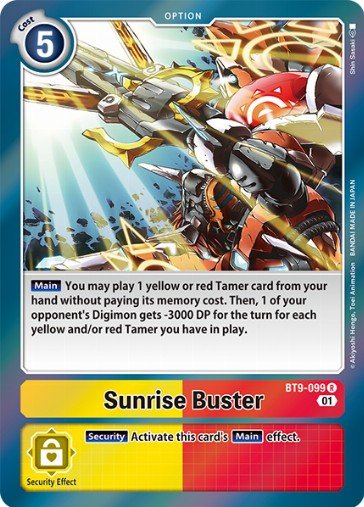 OPTION
Cost
5
Shin Sasaki
Main You may play 1 yellow or red Tamer card from your
hand without paying its memory cost. Then, 1 of your
opponent's Digimon gets -3000 DP for the turn for each
yellow and/or red Tamer you have in play.
©Akiyoshi Hongo, Toei Animation BANDAI MADE IN JAPAN
BT9-099 R
Sunrise Buster
01
Security Activate this card's Main effect.
Security Effect